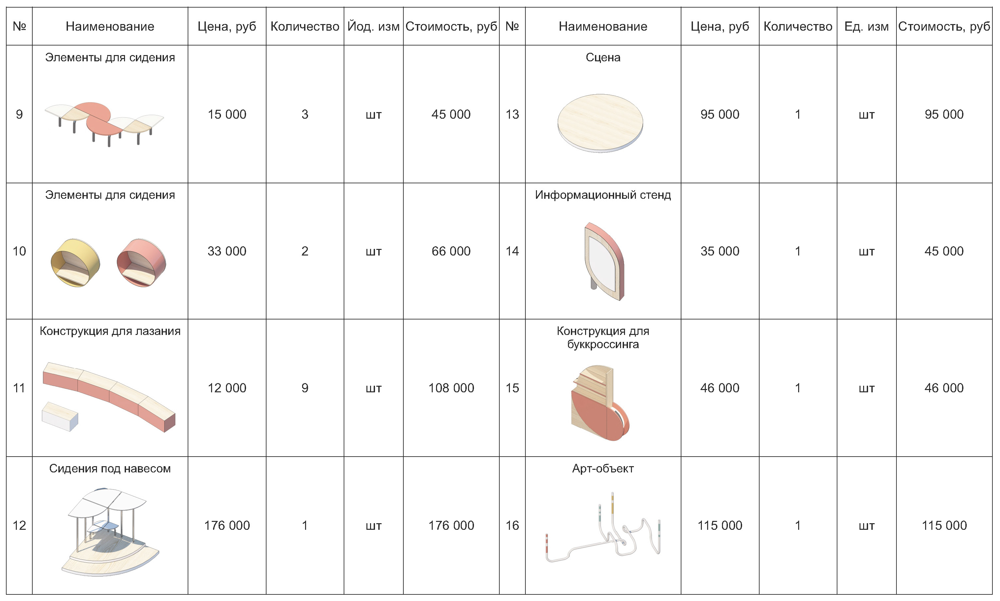 № Наименование Цена, руб Количество Йод. изм Стоимость, руб № Наименование Цена, руб Количество Ед. изм Стоимость, руб
Элементы для сидения
9 15 000 3 шт 45 000
Сцена
13 95 000 1 шт 95 000
Элементы для сидения
10 33 000 2 шт 66 000
Информационный стенд
14 35 000 1 шт 45 000
Конструкция для лазания
11 12 000 9 шт 108 000
Конструкция для
буккроссинга
15 46 000 1 шт 46 000
Сидения под навесом
12 176 000 1 шт 176 000
Арт-объект
16 115 000 1 шт 115 000